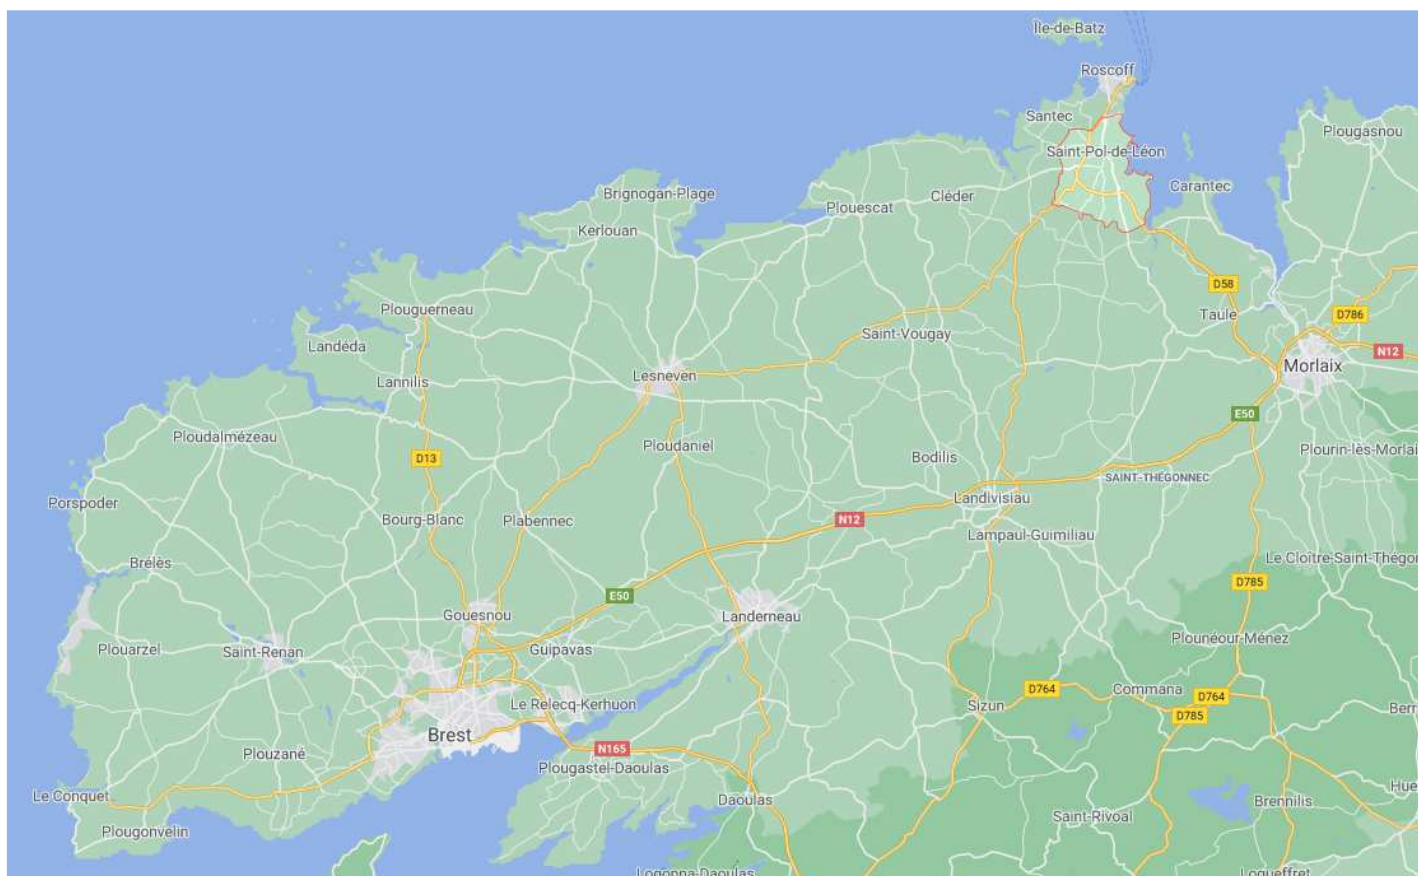 Île-de-Batz
Roscoff
Santec
Plougasnou
Saint-Pol-de-Léon
Carantec
Brignogan-Plage
Cléder
Plouescat
Kerlouan
D58
Plouguerneau
Taule
D786
Saint-Vougay
Landéda
N12
Morlaix
Lesneven
Lannilis
E50
Ploudalmézeau
Ploudaniel
Plourin-lès-Morlai
Bodilis
D13
SAINT-THÉGONNEC
Landivisiau
Porspoder
Bourg-Blanc
Plabennec
N12
Lampaul-Guimiliau
Le Cloître-Saint-Thégon
Brélès
D785
E50
Gouesnou
Landerneau
Plounéour-Ménez
Plouarzel
Saint-Renan
Guipavas
D764
Commana
D764
Le Relecq-Kerhuon
Sizun
Berr
D785
Brest
N165
Plouzané
Plougastel-Daoulas
Hue
Le Conquet
Daoulas
Brennilis
Saint-Rivoal
Plougonvelin
Logonna-Daoulas
Loqueffret